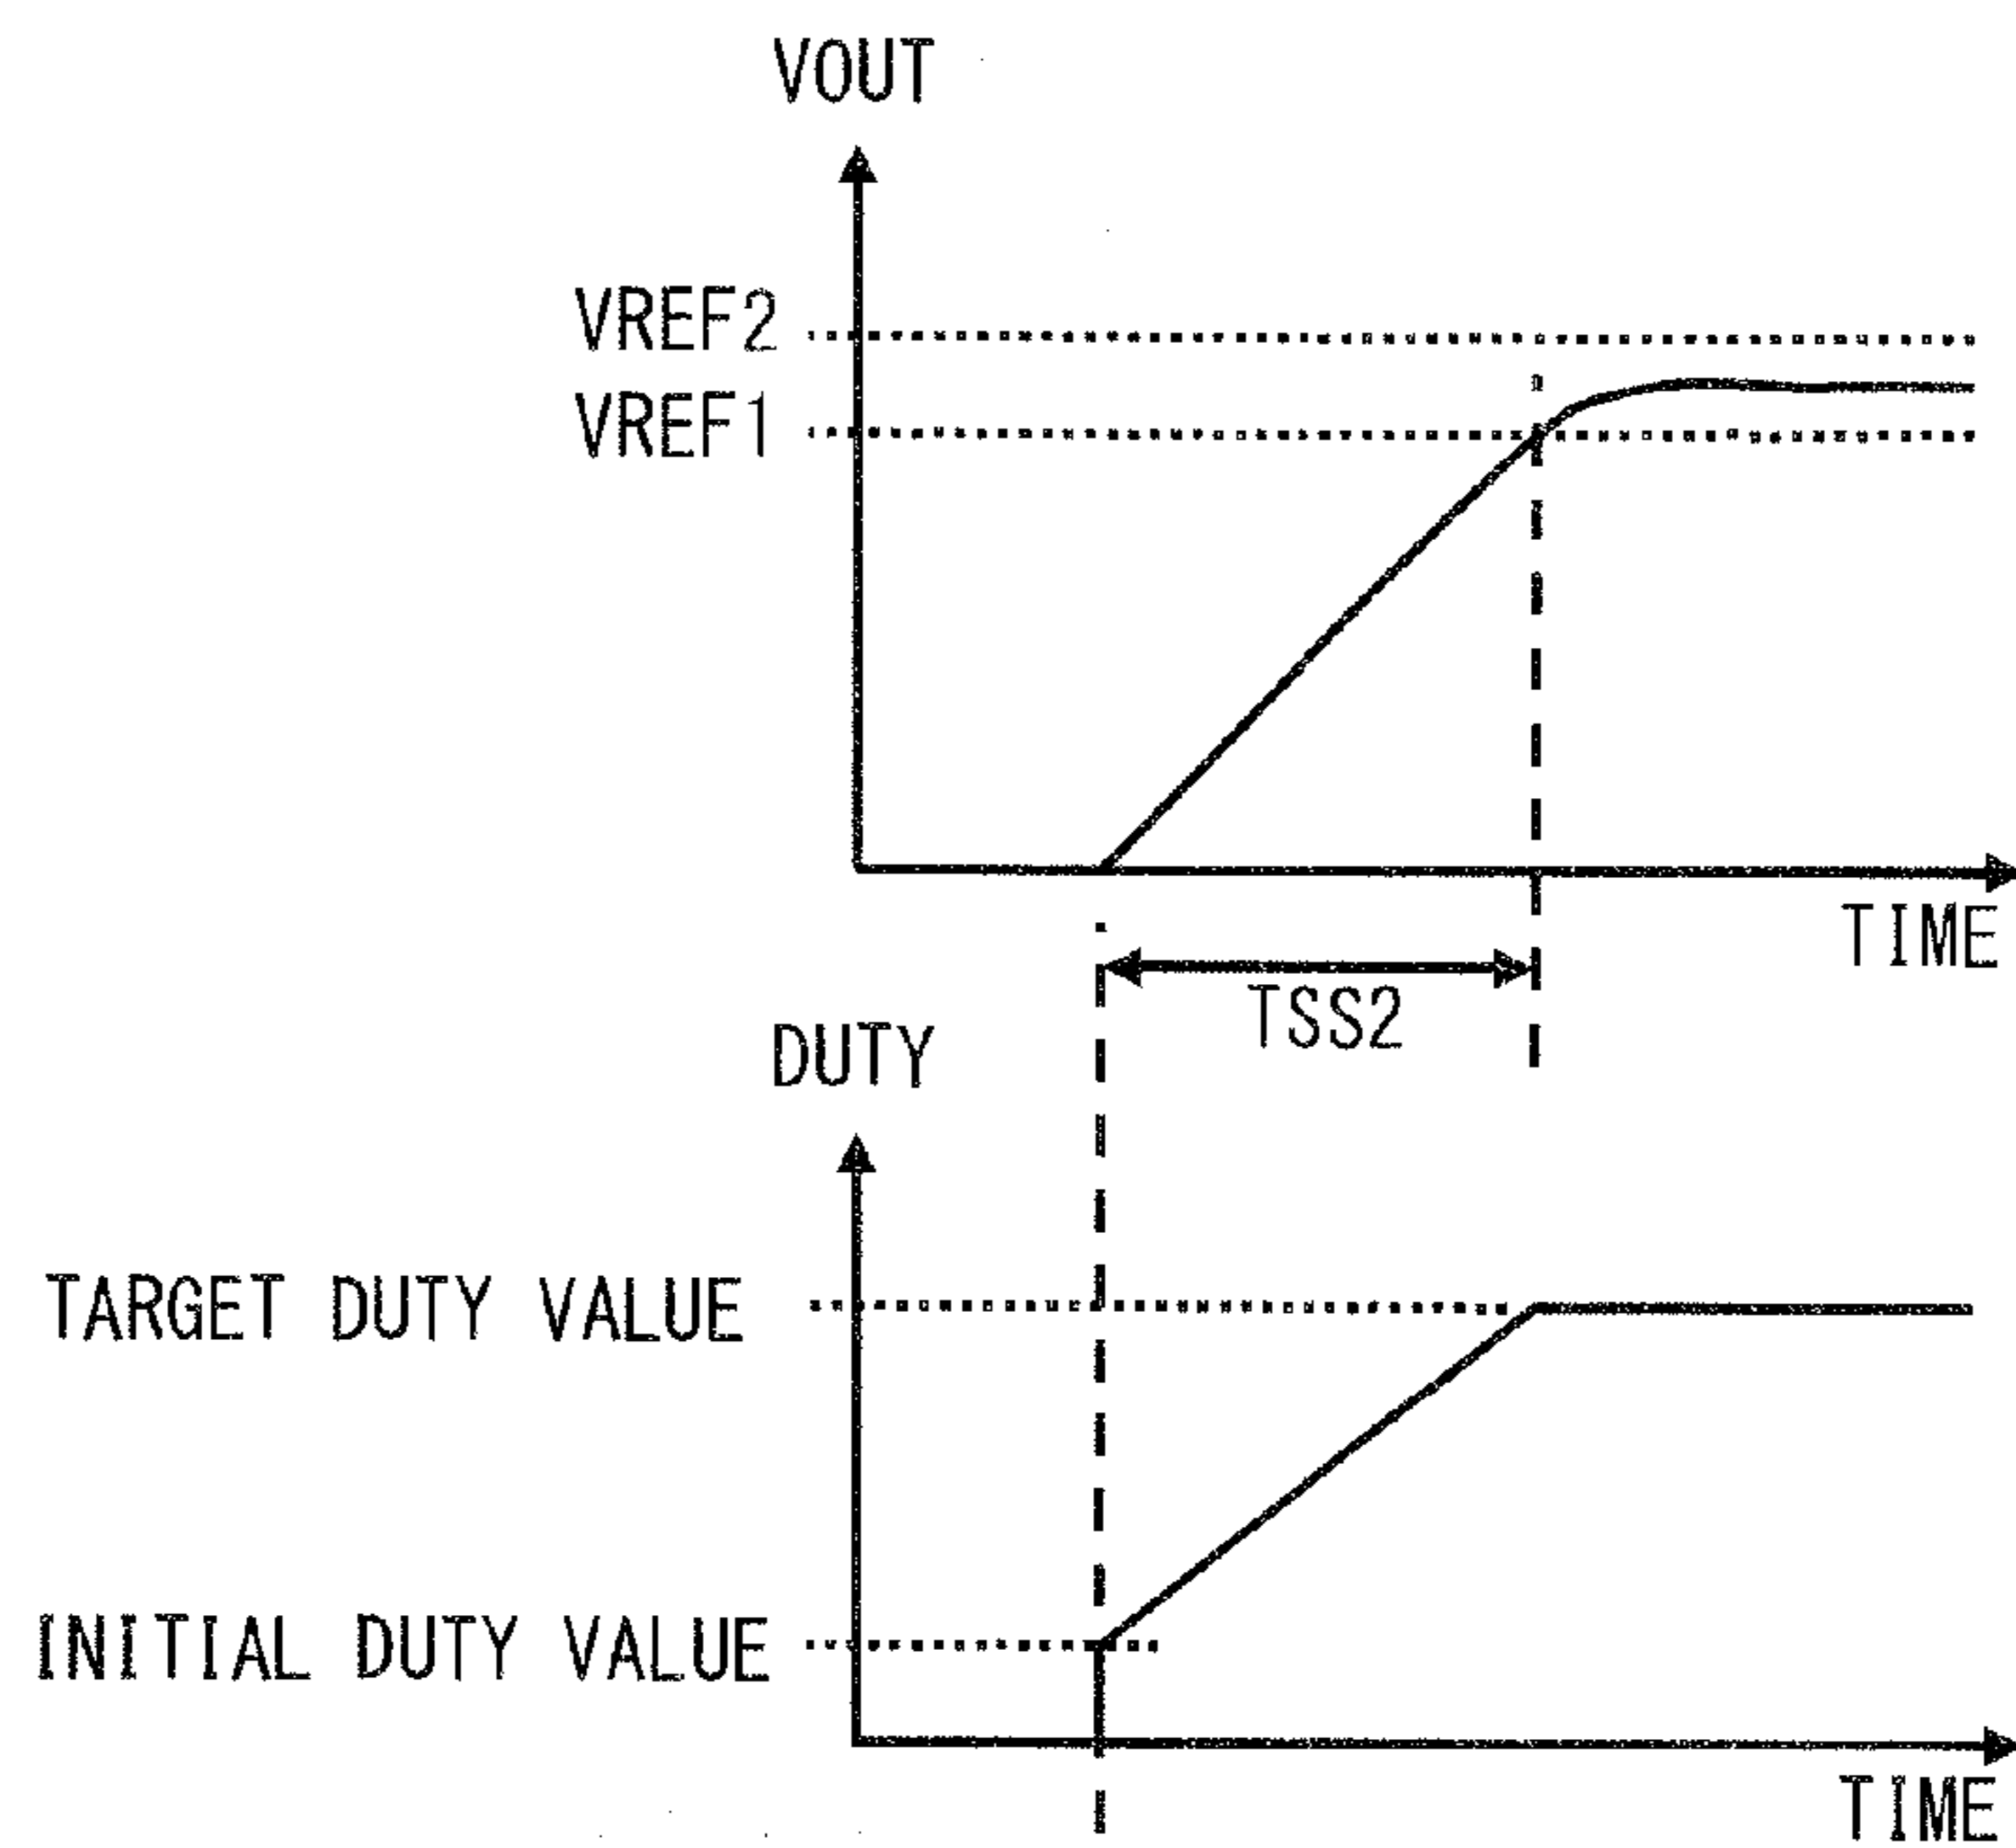 VOUT
VREF2
VREF1
TIME
TSS2
DUTY
TARGET DUTY VALUE
INITIAL DUTY VALUE
TIME